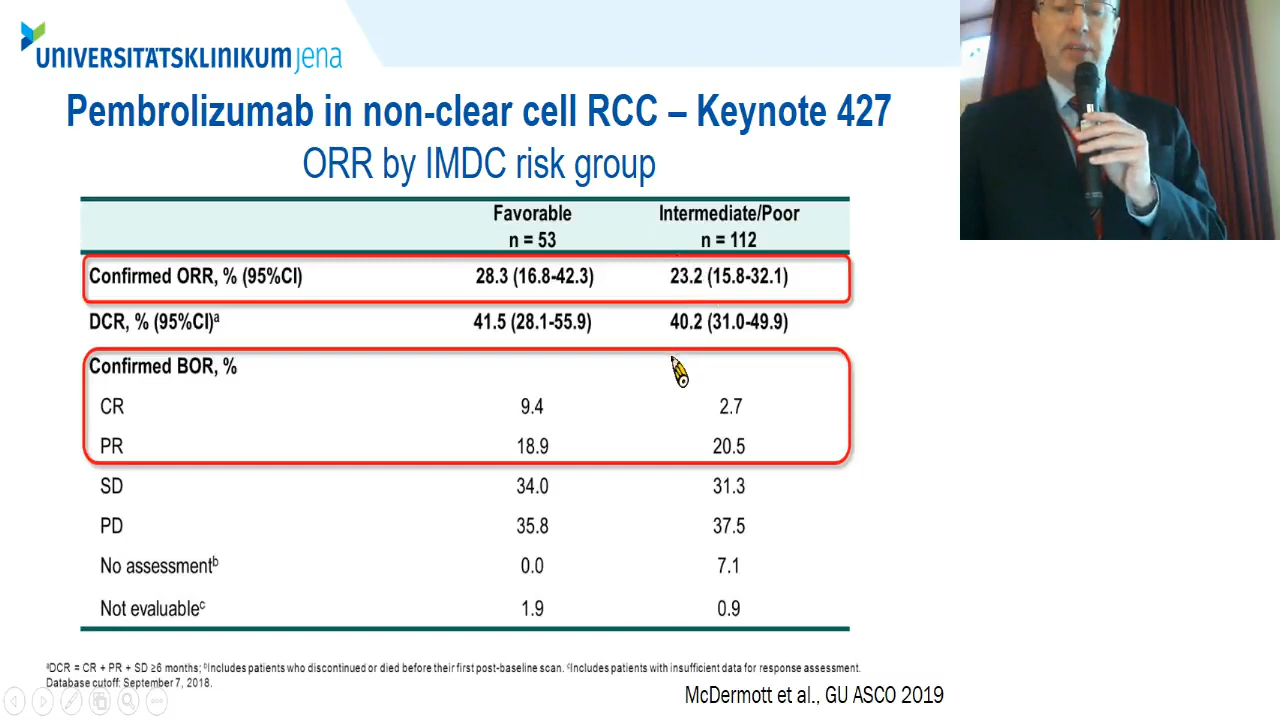 UNIVERSITÄTSKLINIKUM jena
Pembrolizumab in non-clear cell RCC – Keynote 427
ORR by IMDC risk group
Favorable Intermediate/Poor
n = 53 n = 112
Confirmed ORR, % (95%CI) 28.3 (16.8-42.3) 23.2 (15.8-32.1)
DCR, % (95%CI)ᵃ 41.5 (28.1-55.9) 40.2 (31.0-49.9)
Confirmed BOR, %
CR 9.4 2.7
PR 18.9 20.5
SD 34.0 31.3
PD 35.8 37.5
No assessmentᵇ 0.0 7.1
Not evaluableᶜ 1.9 0.9
ᵃDCR = CR + PR + SD ≥6 months; ᵇIncludes patients who discontinued or died before their first post-baseline scan. ᶜIncludes patients with insufficient data for response assessment.
Database cutoff: September 7, 2018.
McDermott et al., GU ASCO 2019